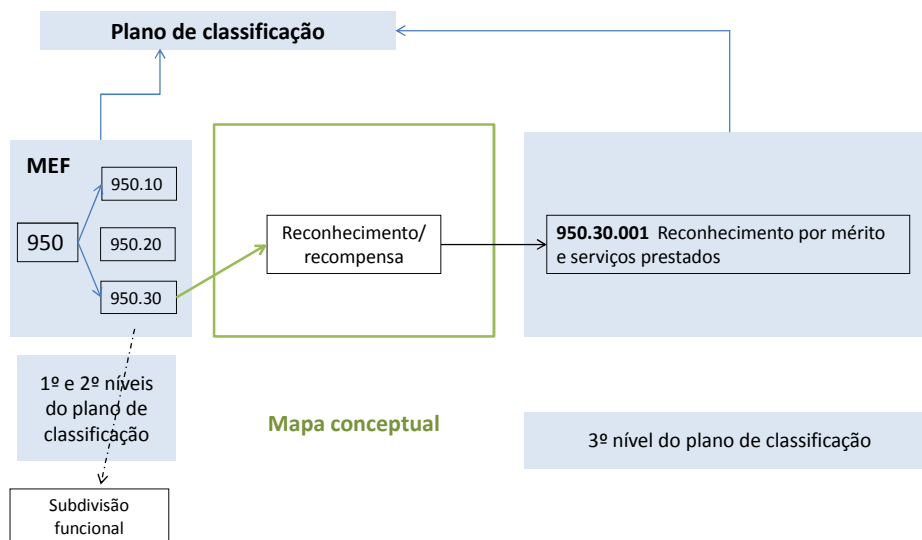 Plano de classificação
MEF
950
950.10
950.20
950.30
Reconhecimento/
recompensa
950.30.001 Reconhecimento por mérito
e serviços prestados
1º e 2º níveis
do plano de
classificação
Mapa conceptual
3º nível do plano de classificação
Subdivisão
funcional